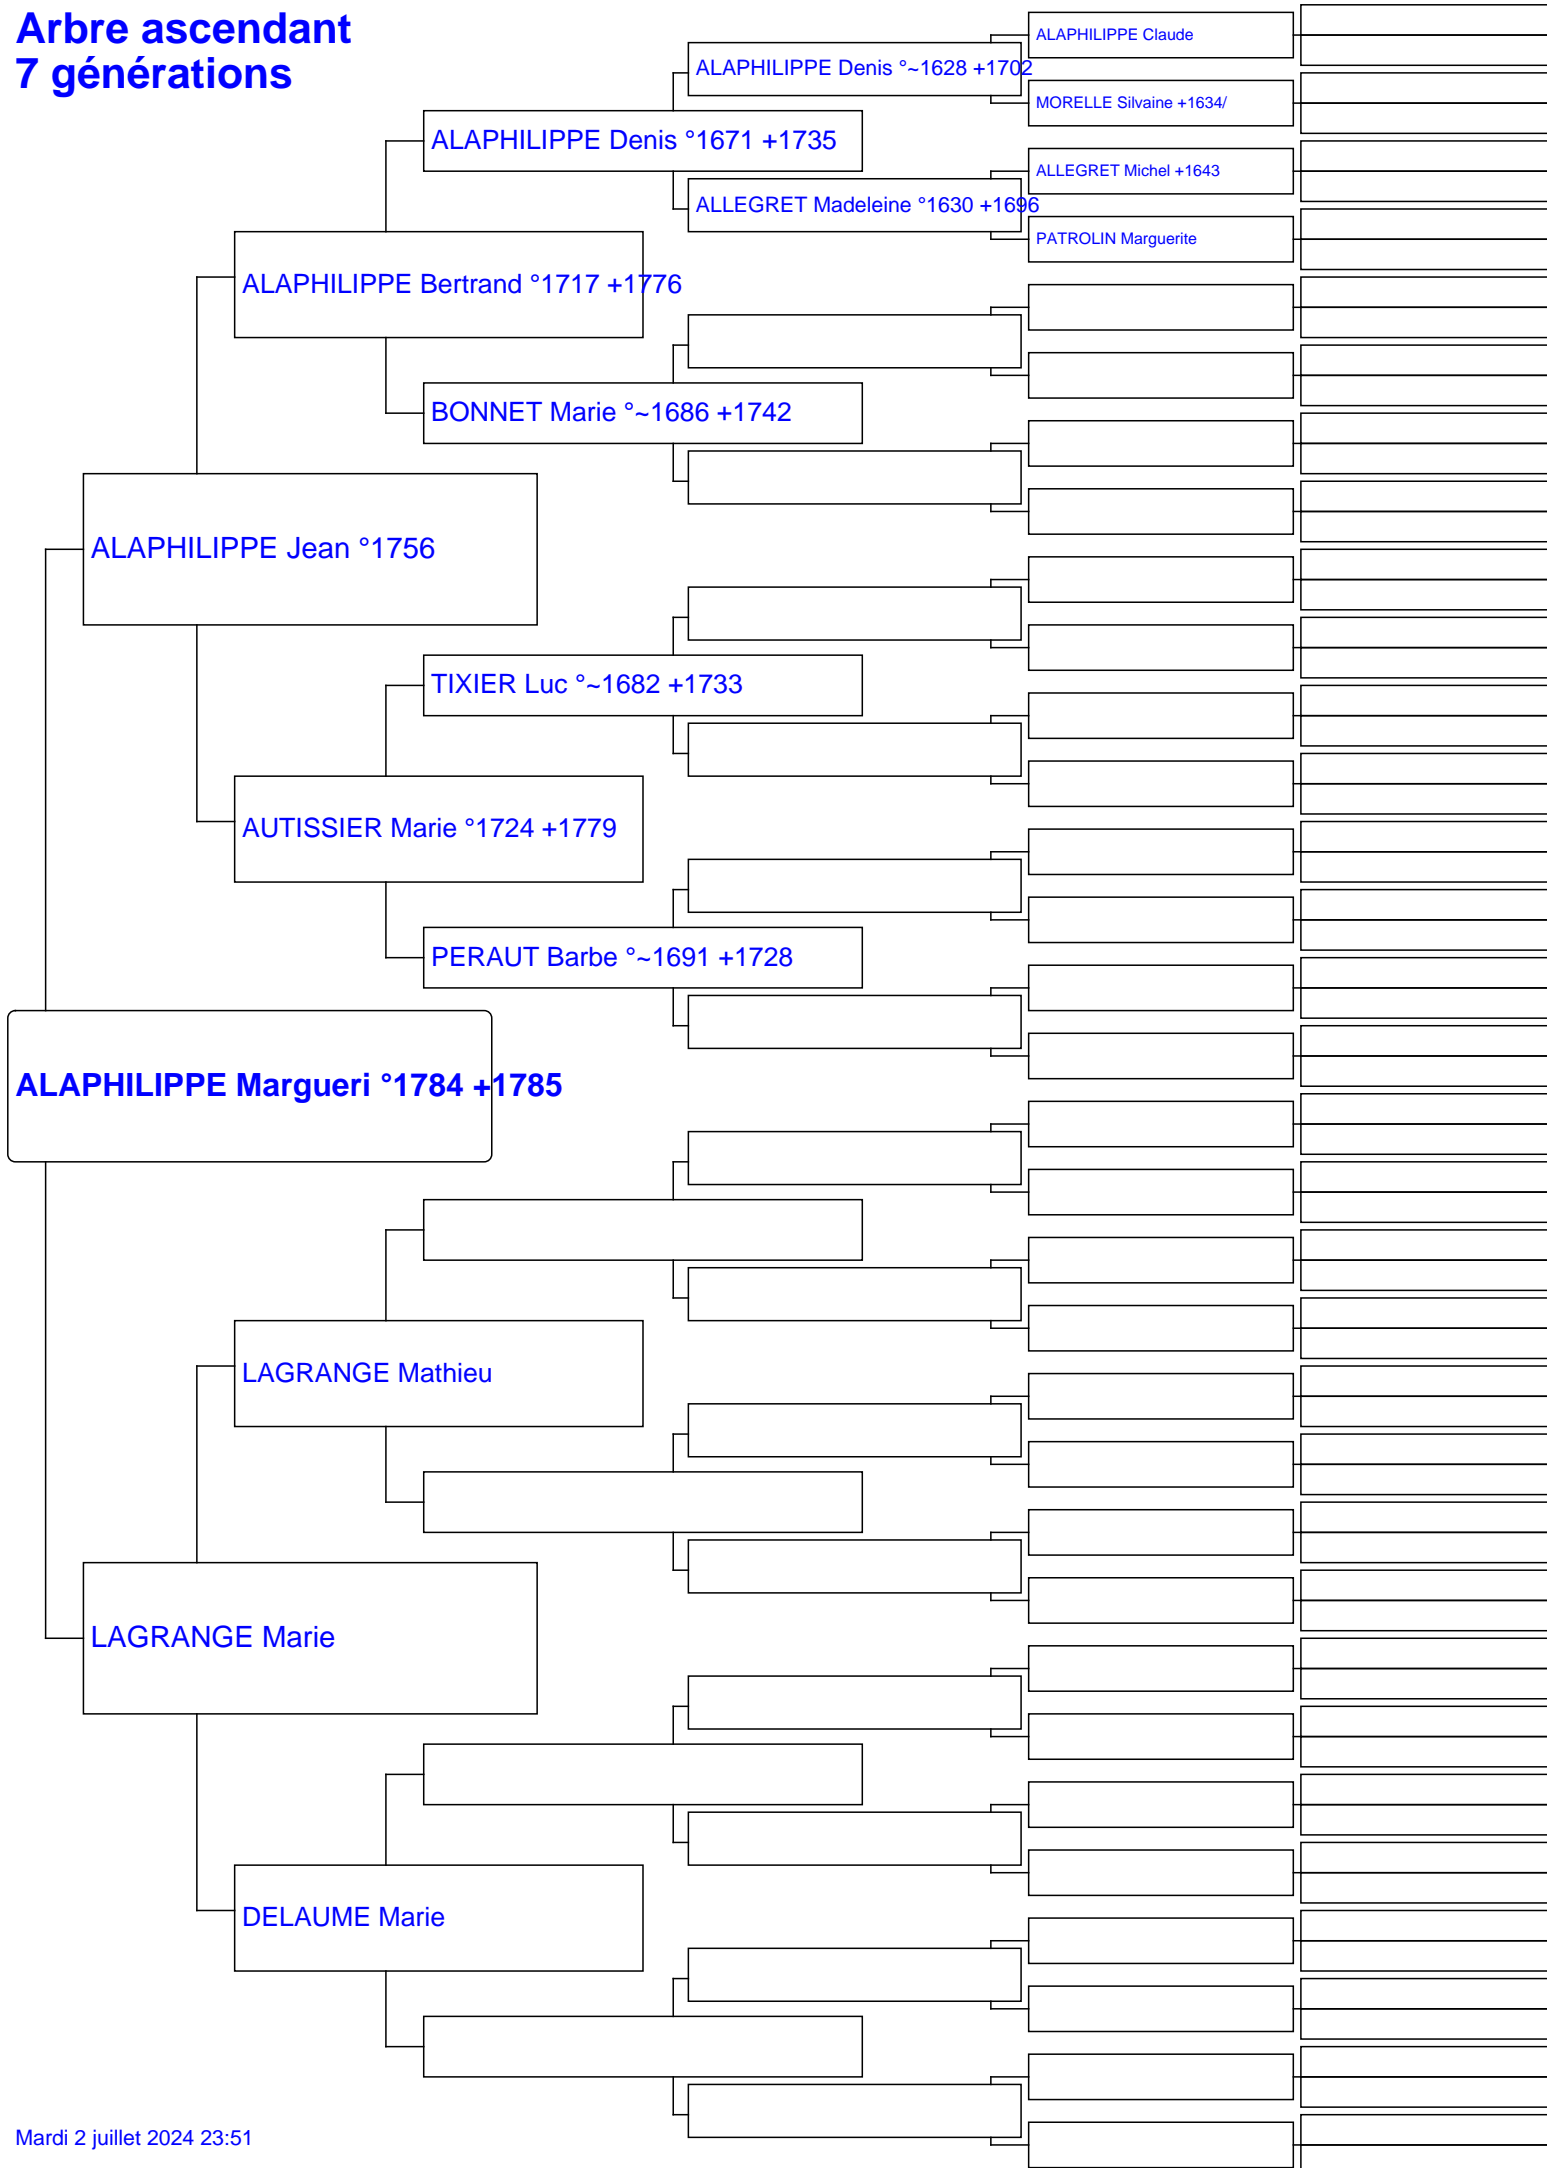 Arbre ascendant
7 générations
ALAPHILIPPE Claude
ALAPHILIPPE Denis °~1628 +1702
MORELLE Silvaine +1634/
ALAPHILIPPE Denis °1671 +1735
ALLEGRET Michel +1643
ALLEGRET Madeleine °1630 +1696
PATROLIN Marguerite
ALAPHILIPPE Bertrand °1717 +1776
BONNET Marie °~1686 +1742
ALAPHILIPPE Jean °1756
TIXIER Luc °~1682 +1733
AUTISSIER Marie °1724 +1779
PERAUT Barbe °~1691 +1728
ALAPHILIPPE Margueri °1784 +1785
LAGRANGE Mathieu
LAGRANGE Marie
DELAUME Marie
Mardi 2 juillet 2024 23:51